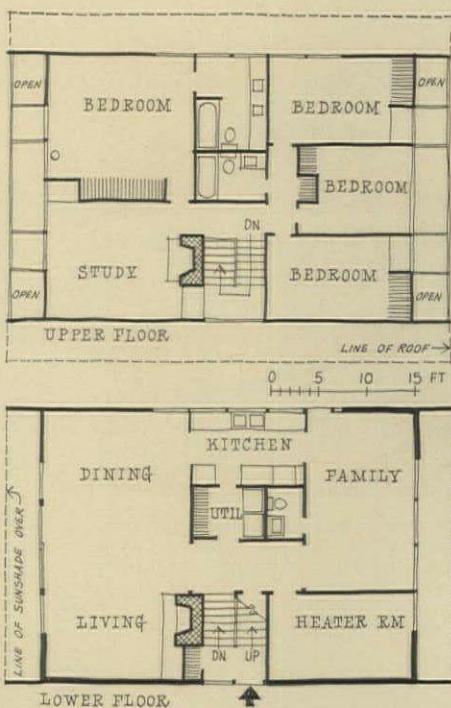 OPEN
BEDROOM
BEDROOM
OPEN
BEDROOM
DN
OPEN
STUDY
BEDROOM
OPEN
UPPER FLOOR
LINE OF ROOF
0 5 10 15 FT
KITCHEN
DINING
FAMILY
UTIL
LINE OF SUNSHADE OVER
LIVING
HEATER RM
DN UP
LOWER FLOOR